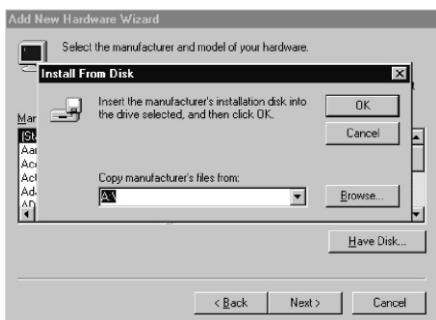 Add New Hardware Wizard
Select the manufacturer and model of your hardware.
Install From Disk
Insert the manufacturer's installation disk into
the drive selected, and then click OK.
OK
Cancel
Copy manufacturer's files from:
A:\
Browse...
Have Disk...
< Back
Next >
Cancel